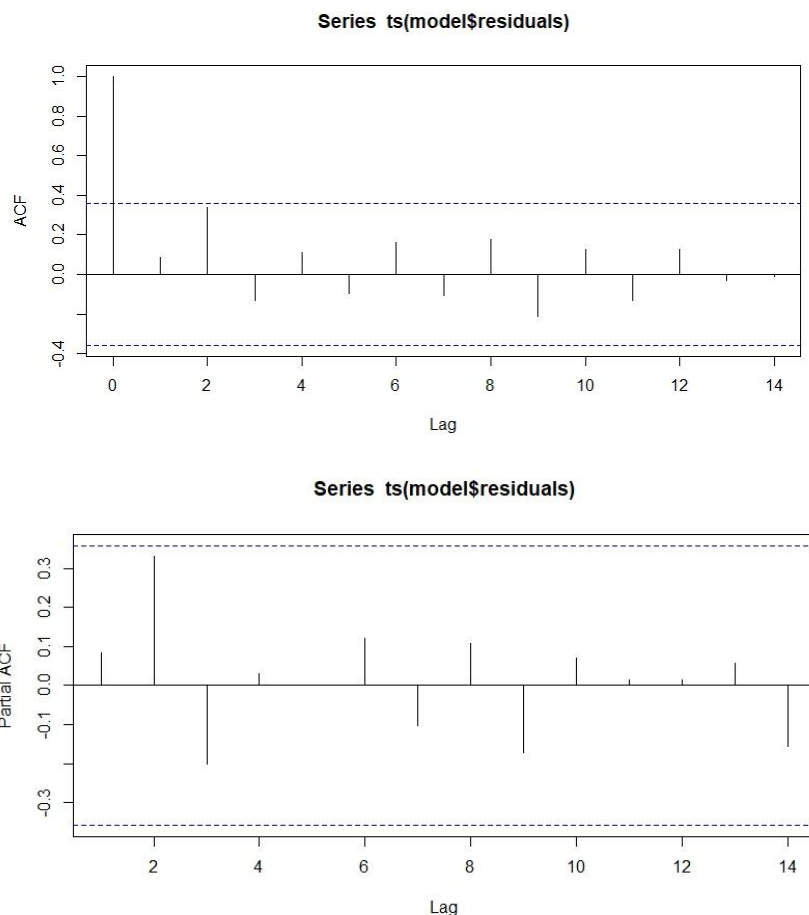 Series ts(model$residuals)
1.0
0.8
0.6
0.4
0.2
0.0
-0.4
ACF
0 2 4 6 8 10 12 14
Lag
Series ts(model$residuals)
0.3
0.2
0.1
0.0
-0.1
-0.3
Partial ACF
2 4 6 8 10 12 14
Lag